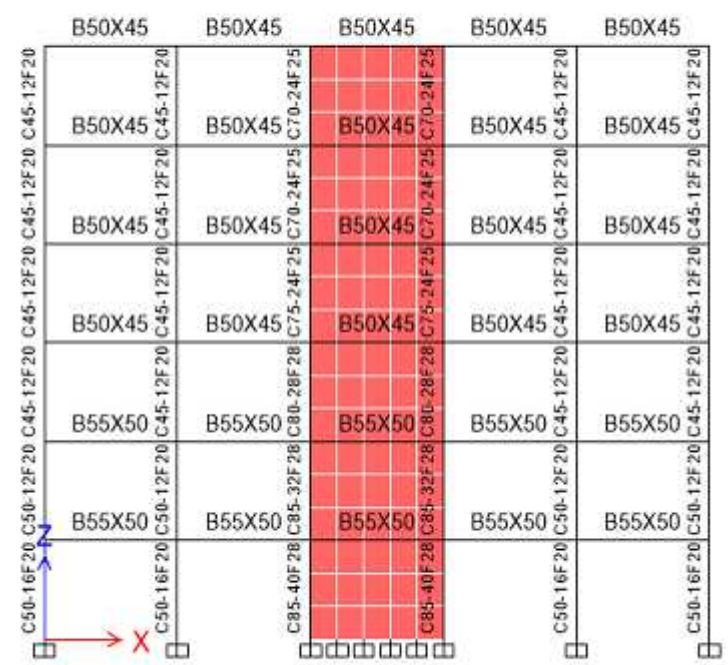 B50X45 B50X45 B50X45 B50X45 B50X45
C45-12F20 C45-12F20 C70-24F25 C70-24F25 C45-12F20 C45-12F20
B50X45 B50X45 B50X45 B50X45 B50X45
C45-12F20 C45-12F20 C70-24F25 C70-24F25 C45-12F20 C45-12F20
B50X45 B50X45 B50X45 B50X45 B50X45
C45-12F20 C45-12F20 C75-24F25 C75-24F25 C45-12F20 C45-12F20
B50X45 B50X45 B50X45 B50X45 B50X45
C45-12F20 C45-12F20 C80-28F28 C80-28F28 C45-12F20 C45-12F20
B55X50 B55X50 B55X50 B55X50 B55X50
C50-12F20 C50-12F20 C85-32F28 C85-32F28 C50-12F20 C50-12F20
B55X50 B55X50 B55X50 B55X50 B55X50
Z
C50-16F20 C50-16F20 C85-40F28 C85-40F28 C50-16F20 C50-16F20
X